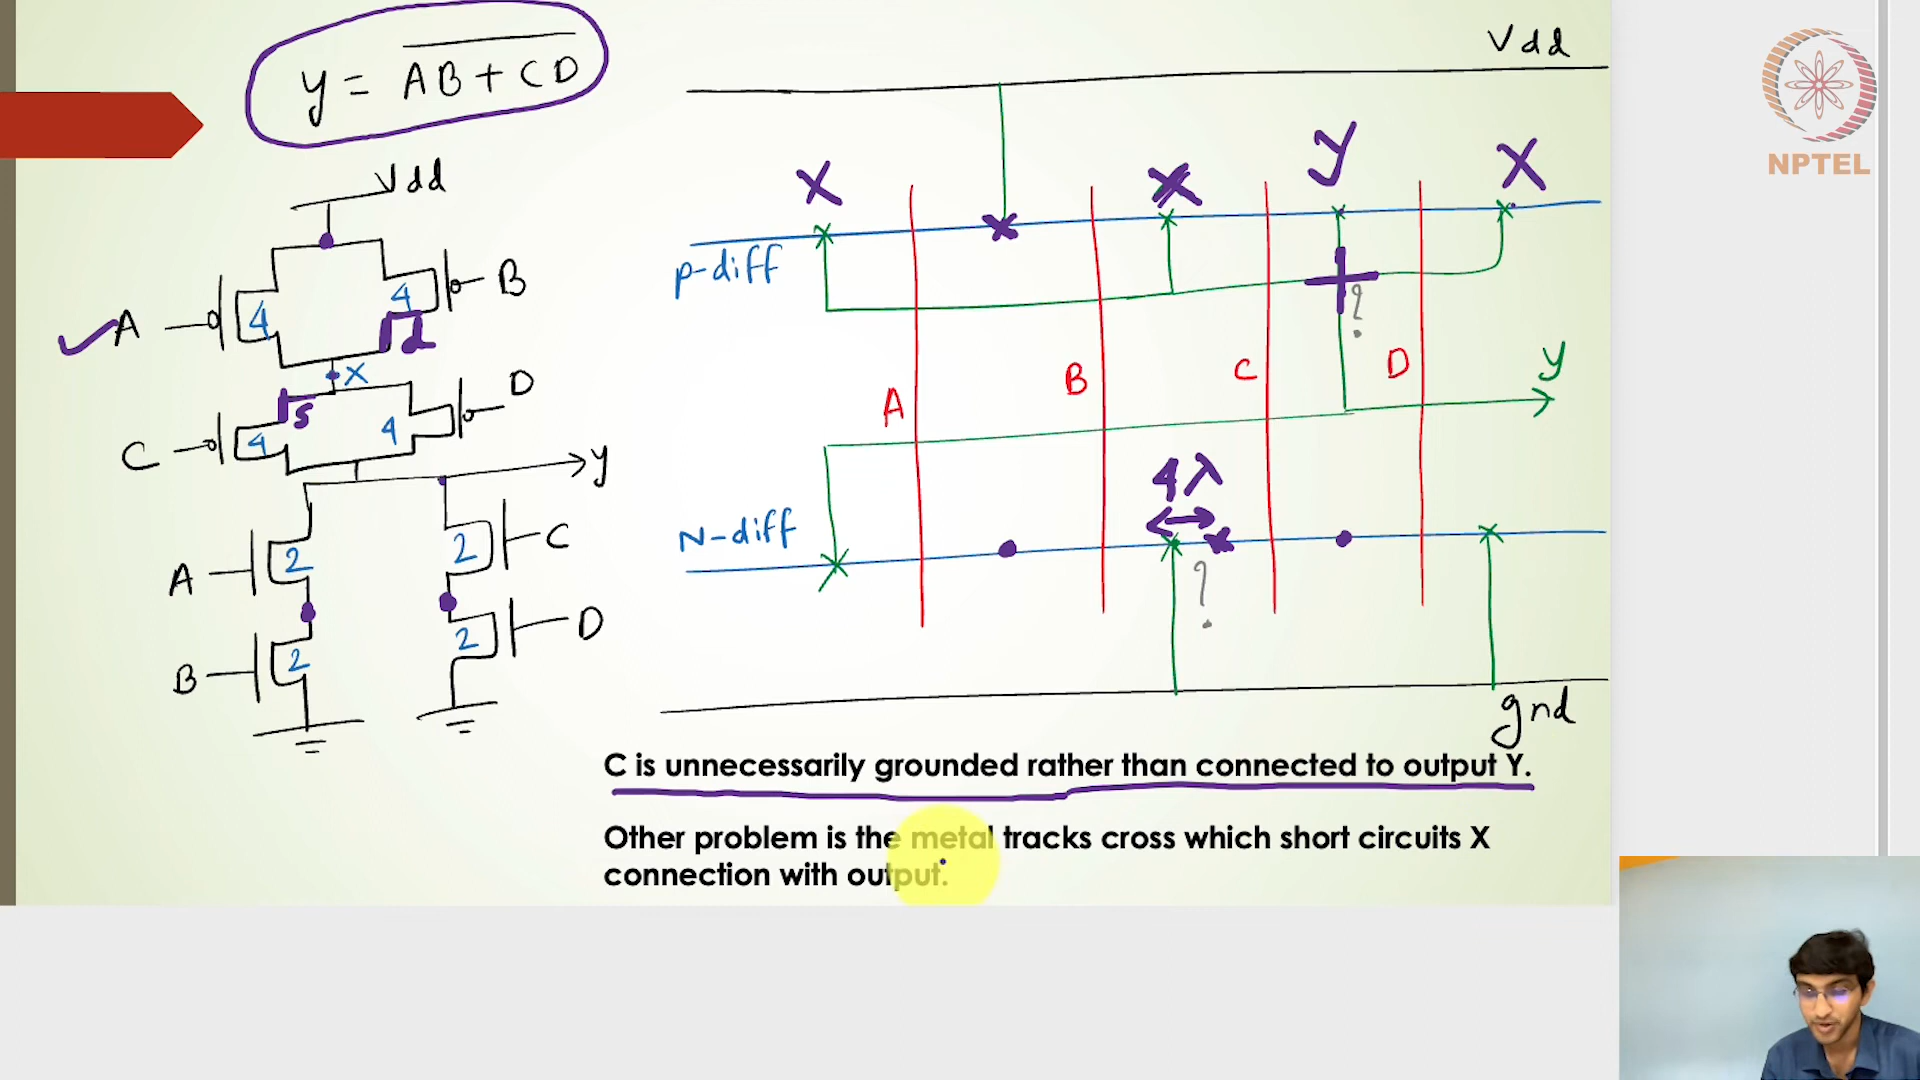 y = \overline{AB + CD}
Vdd
Vdd
NPTEL
X
X
y
X
p-diff
A
4
4
B
d
X
s
C
4
4
D
y
?
A
B
C
D
y
4λ
N-diff
?
A
2
B
2
2
C
2
D
gnd
C is unnecessarily grounded rather than connected to output Y.
Other problem is the metal tracks cross which short circuits X
connection with output.